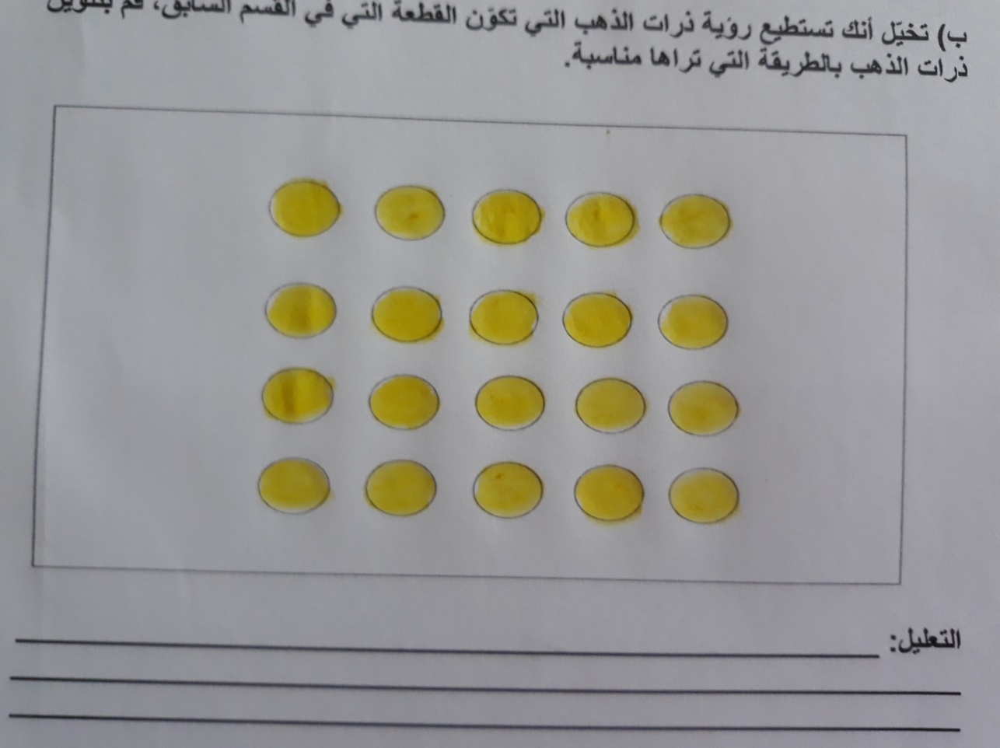 ب) تخيّل أنك تستطيع رؤية ذرات الذهب التي تكوّن القطعة التي في القسم السابق، قم بتلوين
ذرات الذهب بالطريقة التي تراها مناسبة.
التعليل: